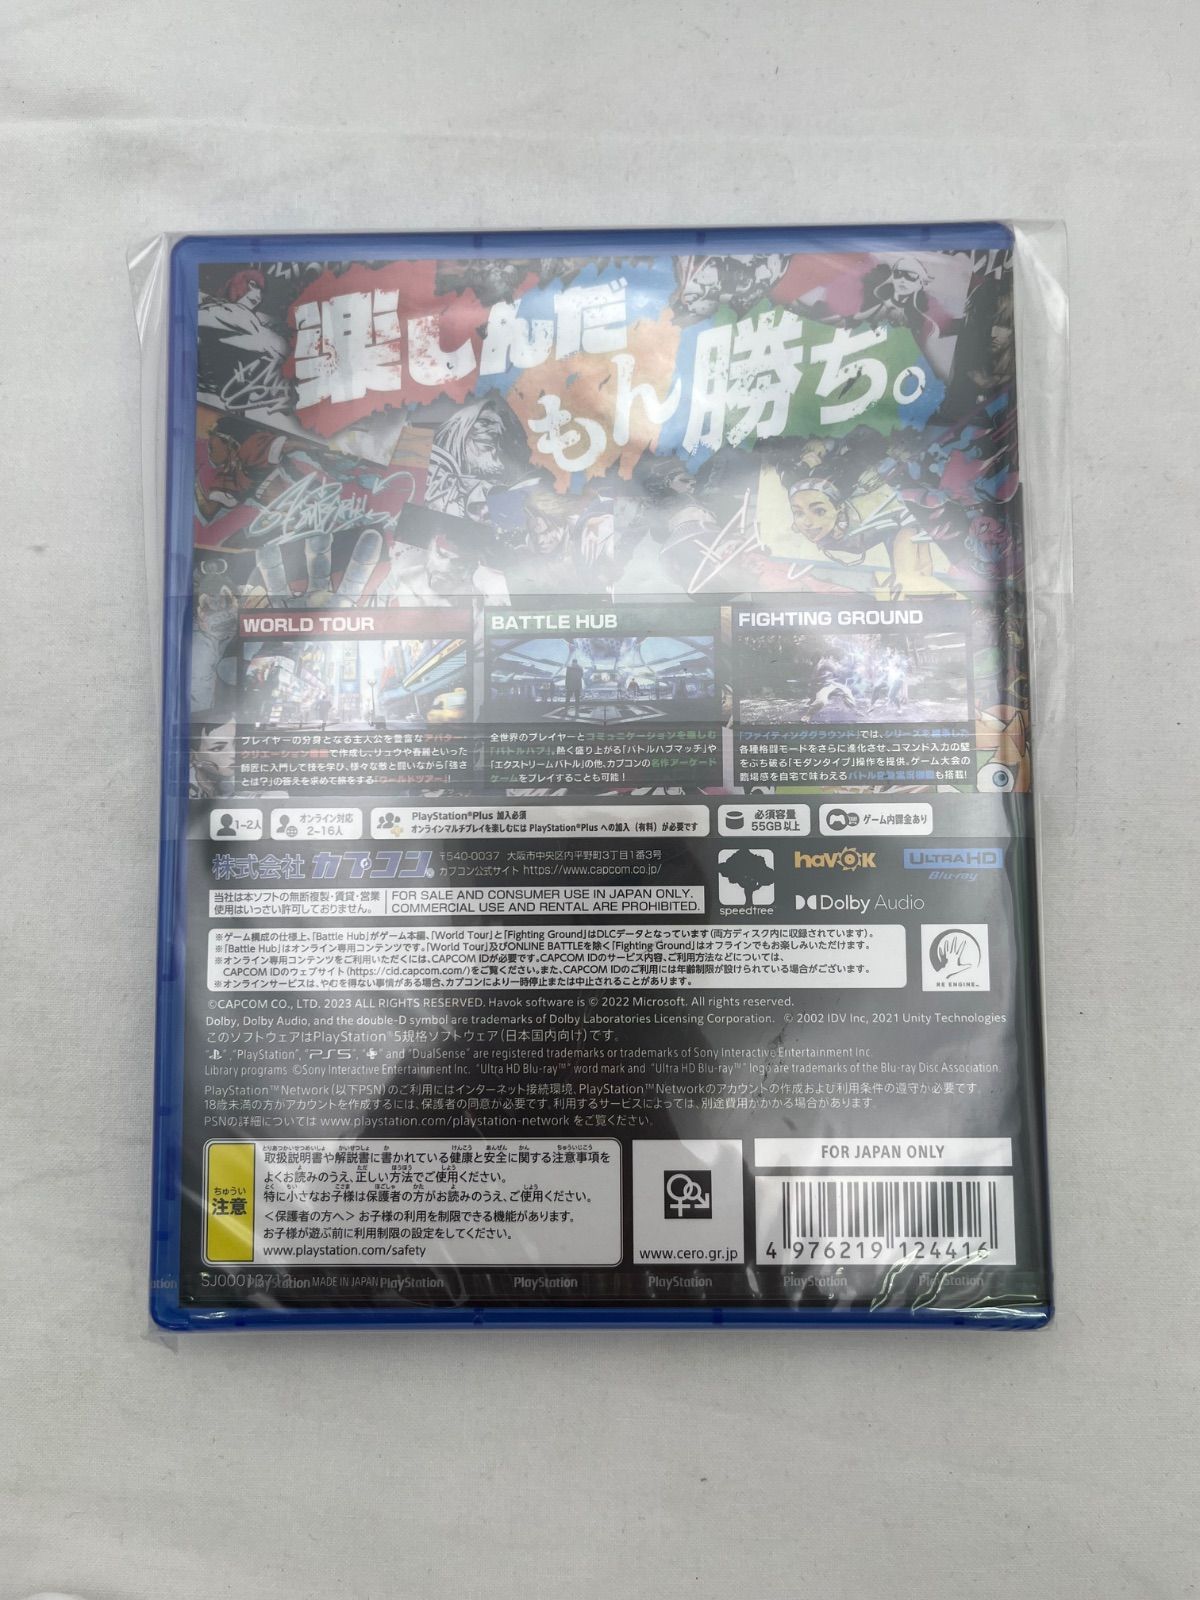 楽しんだ
もん勝ち。
WORLD TOUR
プレイヤーの分身となる主人公を豊富なアバター
クリエーション機能で作成し、リュウや春麗といった
師匠に入門して技を学び、様々な敵と闘いながら「強さ
とは?」の答えを求めて旅をする「ワールドツアー」!
BATTLE HUB
全世界のプレイヤーとコミュニケーションを楽しむ
「バトルハブ」。熱く盛り上がる「バトルハブマッチ」や
「エクストリームバトル」の他、カプコンの名作アーケード
ゲームをプレイすることも可能!
FIGHTING GROUND
「ファイティングラウンド」では、シリーズを継承した
各種格闘モードをさらに進化させ、コマンド入力の堅
をぶち破る「モダンタイプ」操作を提供。ゲーム大会の
臨場感を自宅で味わえるバトル自動実況機能も搭載!
1~2人
オンライン対応
2~16人
PlayStation®Plus 加入必須
オンラインマルチプレイを楽しむには PlayStation®Plus への加入(有料)が必要です
必須容量
55GB以上
ゲーム内課金あり
株式会社 カプコン®
〒540-0037 大阪市中央区内平野町3丁目1番3号
カプコン公式サイト https://www.capcom.co.jp/
speedtree
havok
ULTRA HD
Blu-ray
Dolby Audio
当社は本ソフトの無断複製・賃貸・営業
使用はいっさい許可しておりません。
FOR SALE AND CONSUMER USE IN JAPAN ONLY.
COMMERCIAL USE AND RENTAL ARE PROHIBITED.
※ゲーム構成の仕様上、「Battle Hub」がゲーム本編、「World Tour」と「Fighting Ground」はDLCデータとなっています(両方ディスク内に収録されています)。
※「Battle Hub」はオンライン専用コンテンツです。「World Tour」及びONLINE BATTLEを除く「Fighting Ground」はオフラインでもお楽しみいただけます。
※オンライン専用コンテンツをご利用いただくには、CAPCOM IDが必要です。CAPCOM IDのサービス内容、ご利用方法などについては、
CAPCOM IDのウェブサイト(https://cid.capcom.com/)をご覧ください。また、CAPCOM IDのご利用には年齢制限が設けられている場合がございます。
※オンラインサービスは、やむを得ない事情がある場合、カプコンにより一時停止または中止されることがあります。
RE ENGINE™
©CAPCOM CO., LTD. 2023 ALL RIGHTS RESERVED. Havok software is © 2022 Microsoft. All rights reserved.
Dolby, Dolby Audio, and the double-D symbol are trademarks of Dolby Laboratories Licensing Corporation. © 2002 IDV Inc, 2021 Unity Technologies
このソフトウェアはPlayStation®5規格ソフトウェア(日本国内向け)です。
" ", "PlayStation", "PS5", " " and "DualSense" are registered trademarks or trademarks of Sony Interactive Entertainment Inc.
Library programs ©Sony Interactive Entertainment Inc. "Ultra HD Blu-ray™" word mark and "Ultra HD Blu-ray™" logo are trademarks of the Blu-ray Disc Association.
PlayStation™Network(以下PSN)のご利用にはインターネット接続環境、PlayStation™Networkのアカウントの作成および利用条件の遵守が必要です。
18歳未満の方がアカウントを作成するには、保護者の同意が必要です。利用するサービスによっては、別途費用がかかる場合があります。
PSNの詳細については www.playstation.com/playstation-network をご覧ください。
ちゅうい
注意
取扱説明書や解説書に書かれている健康と安全に関する注意事項を
よくお読みのうえ、正しい方法でご使用ください。
特に小さなお子様は保護者の方がお読みのうえ、ご使用ください。
<保護者の方へ> お子様の利用を制限できる機能があります。
お子様が遊ぶ前に利用制限の設定をしてください。
www.playstation.com/safety
www.cero.gr.jp
FOR JAPAN ONLY
4 976219 124416
MADE IN JAPAN
PlayStation PlayStation PlayStation PlayStation